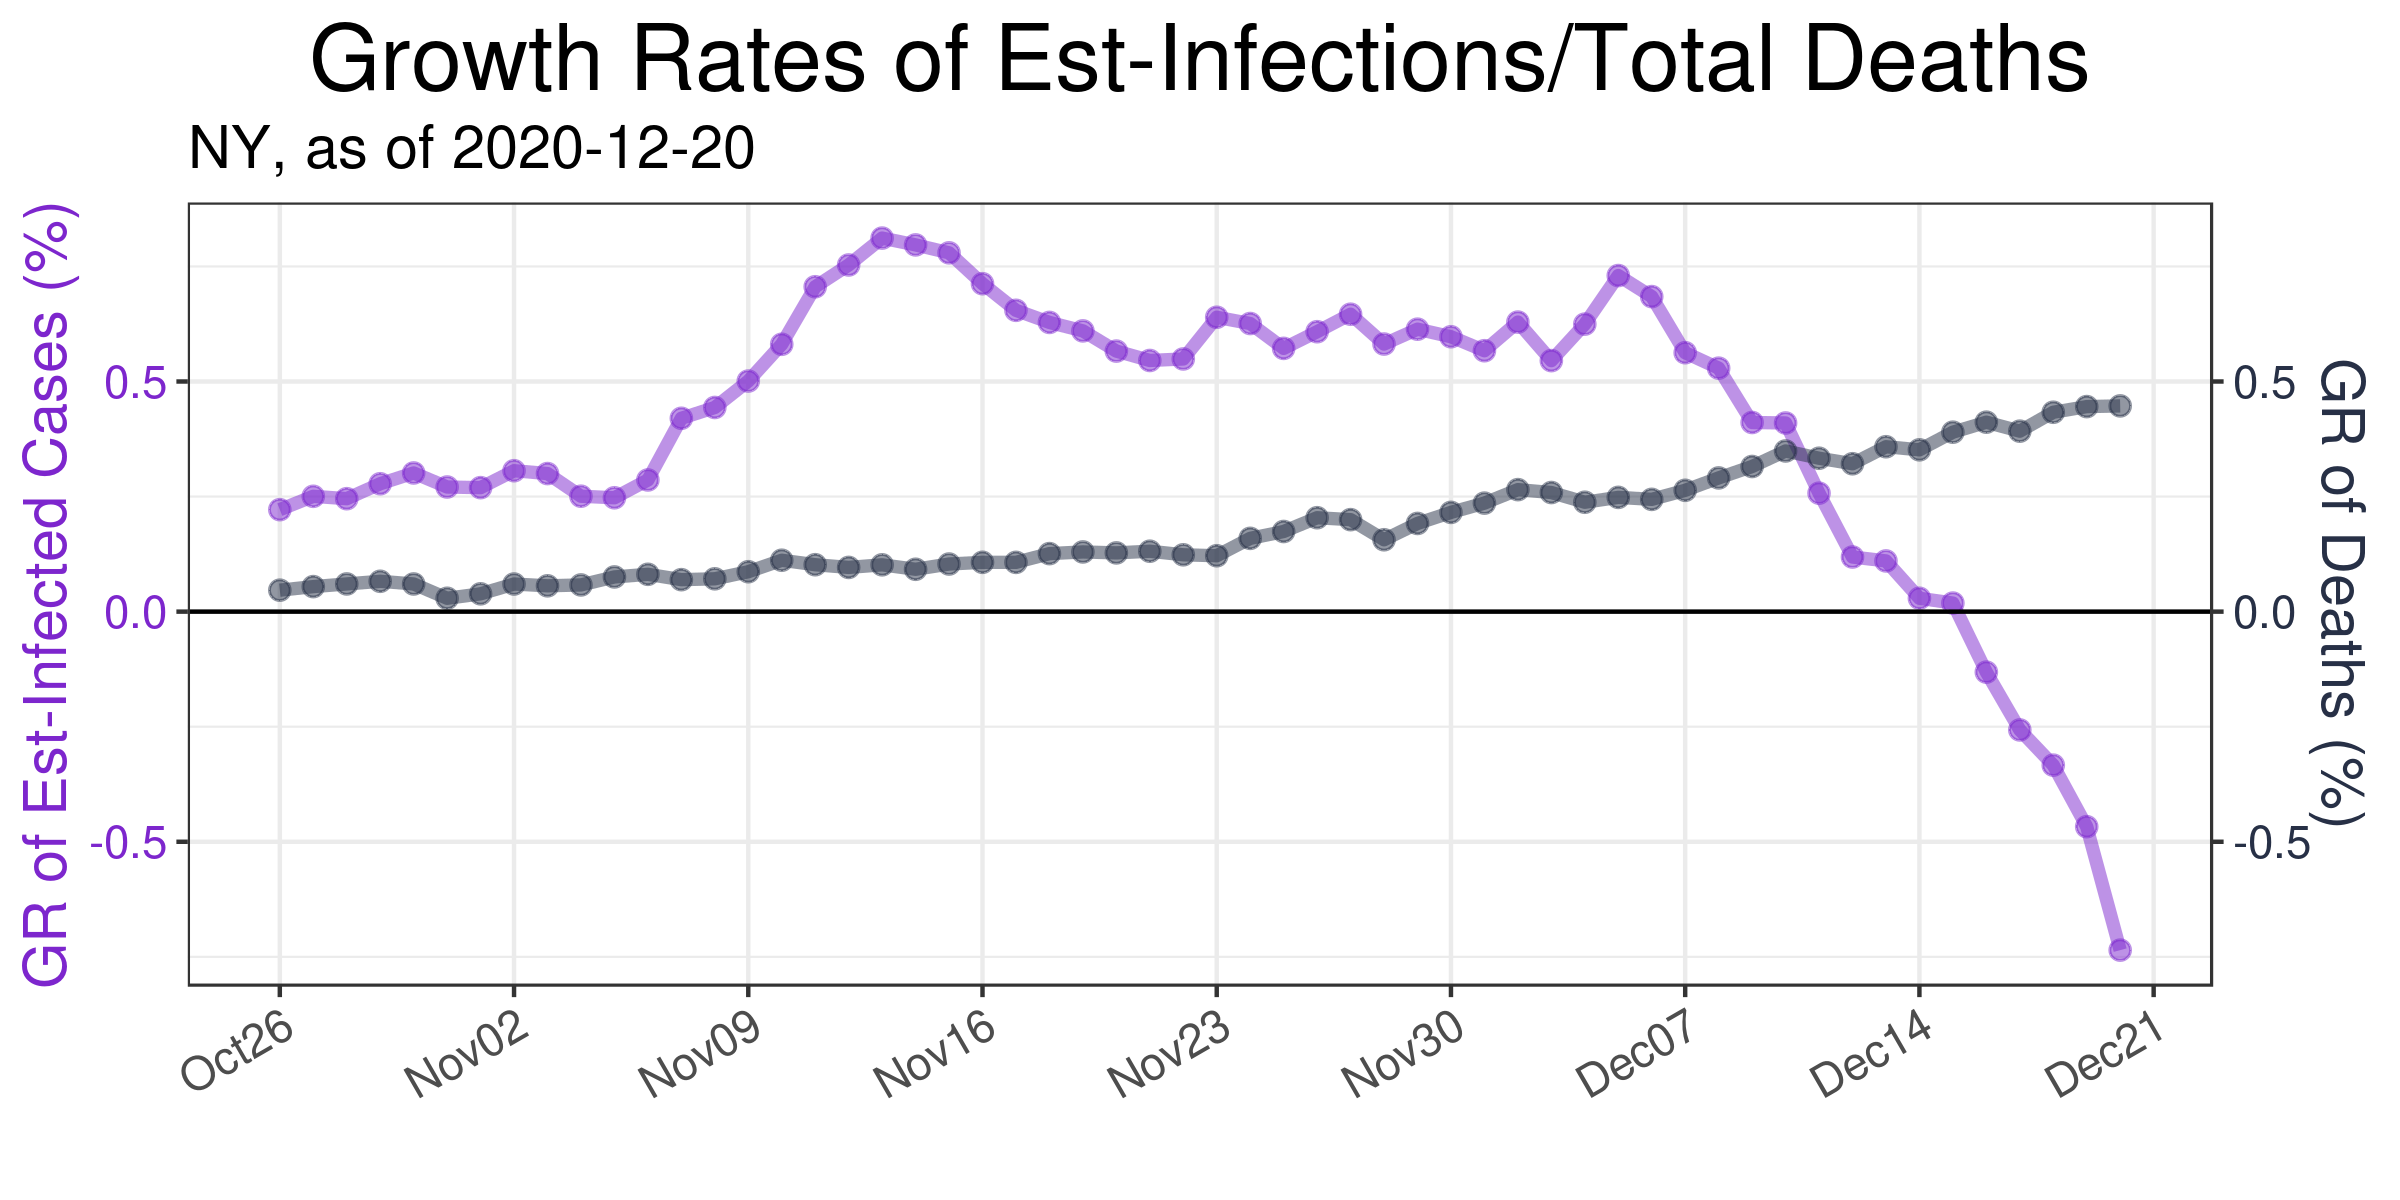 Growth Rates of Est-Infections/Total Deaths
NY, as of 2020-12-20
GR of Est-Infected Cases (%)
0.5
0.0
-0.5
0.5
0.0
-0.5
GR of Deaths (%)
Oct26
Nov02
Nov09
Nov16
Nov23
Nov30
Dec07
Dec14
Dec21